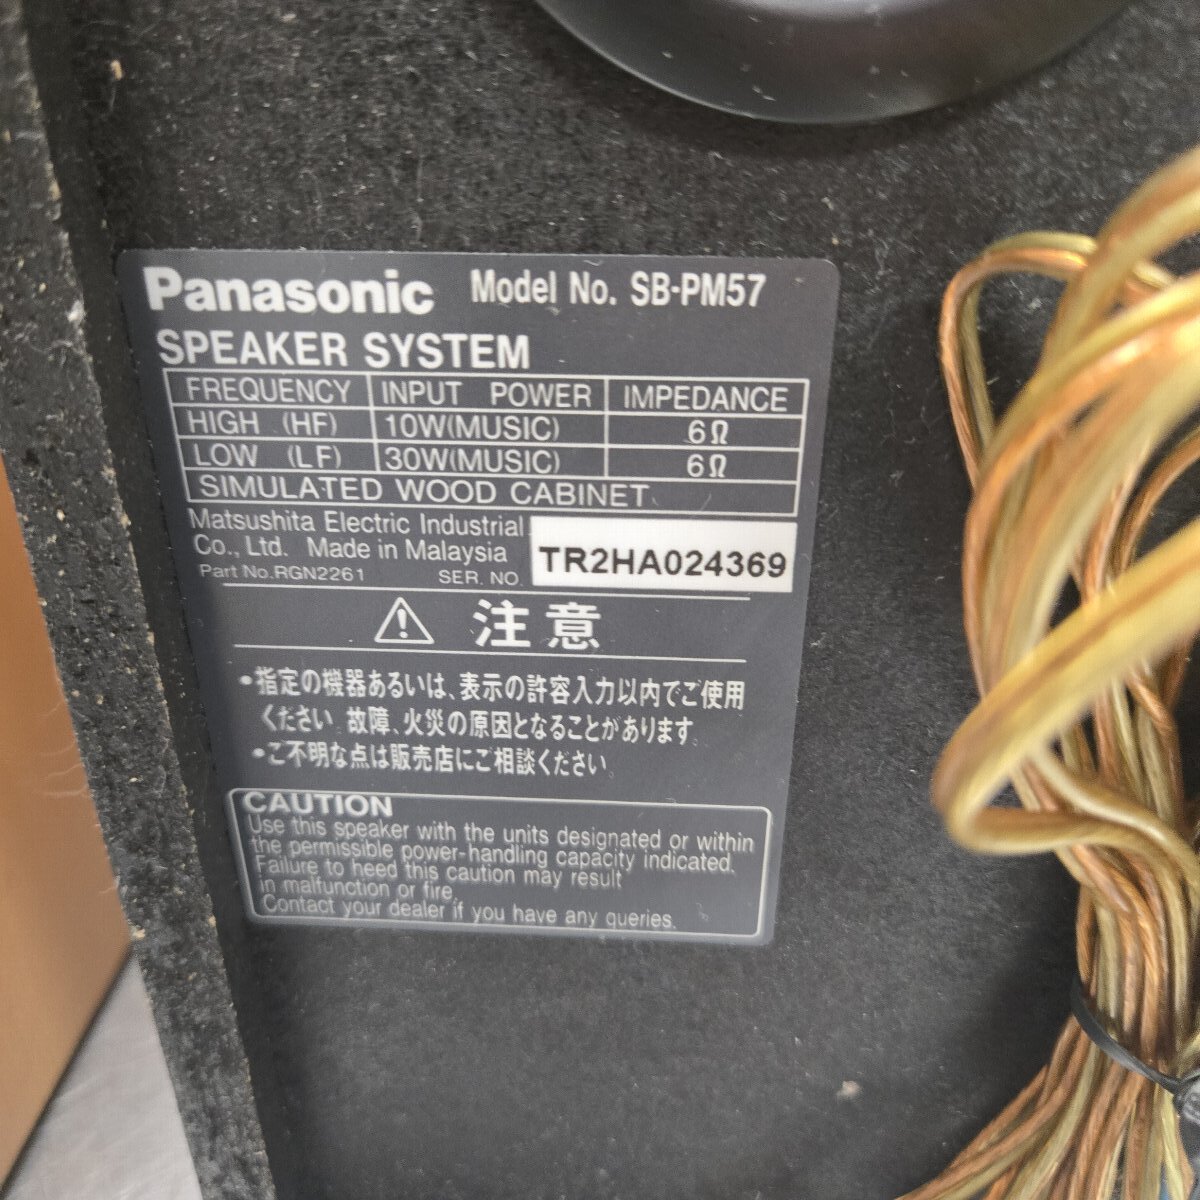 Panasonic Model No. SB-PM57
SPEAKER SYSTEM
FREQUENCY INPUT POWER IMPEDANCE
HIGH (HF) 10W(MUSIC) 6Ω
LOW (LF) 30W(MUSIC) 6Ω
SIMULATED WOOD CABINET
Matsushita Electric Industrial
Co., Ltd. Made in Malaysia
Part No.RGN2261 SER. NO. TR2HA024369
注意
•指定の機器あるいは、表示の許容入力以内でご使用
ください。故障、火災の原因となることがあります。
•ご不明な点は販売店にご相談ください。
CAUTION
Use this speaker with the units designated or within
the permissible power-handling capacity indicated.
Failure to heed this caution may result
in malfunction or fire.
Contact your dealer if you have any queries.